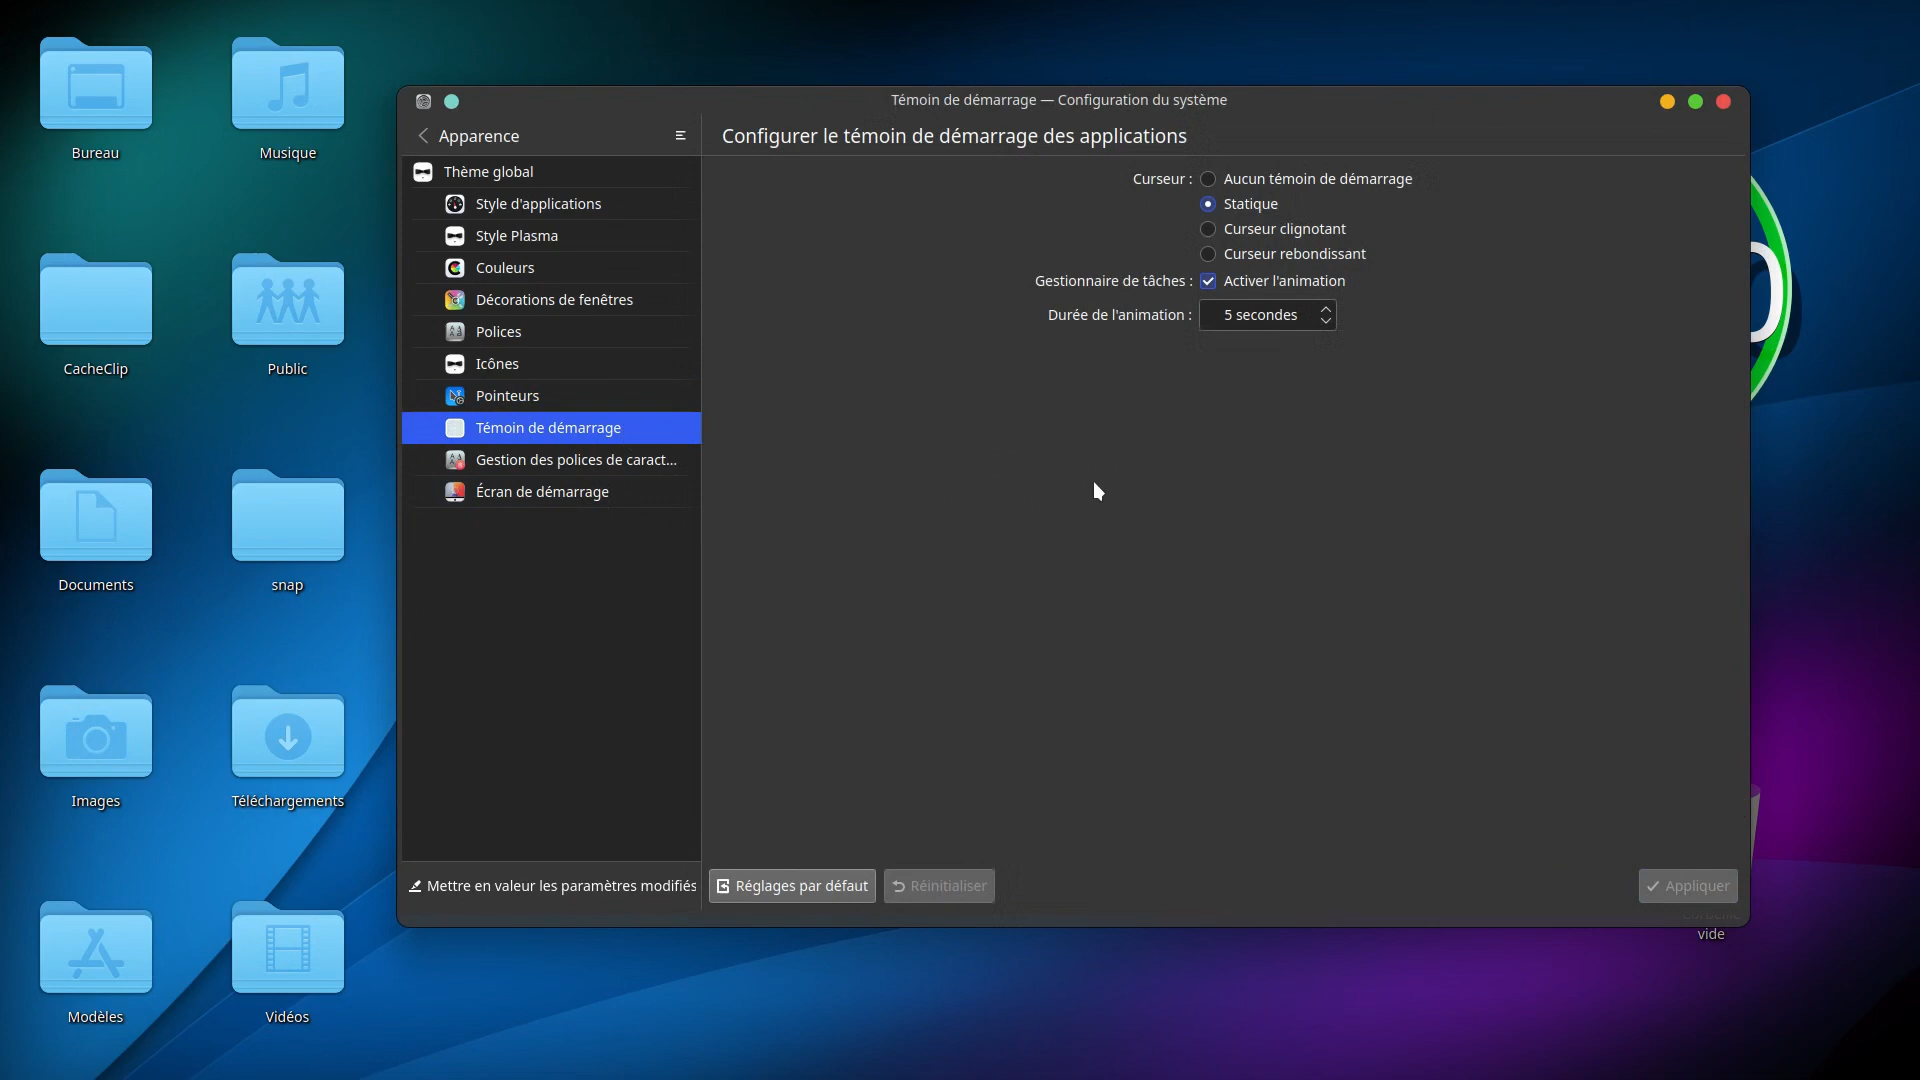 Bureau
Musique
CacheClip
Public
Documents
snap
Images
Téléchargements
Modèles
Vidéos
Témoin de démarrage — Configuration du système
Apparence
Thème global
Style d'applications
Style Plasma
Couleurs
Décorations de fenêtres
Polices
Icônes
Pointeurs
Témoin de démarrage
Gestion des polices de caract...
Écran de démarrage
Mettre en valeur les paramètres modifiés
Configurer le témoin de démarrage des applications
Curseur : Aucun témoin de démarrage
Statique
Curseur clignotant
Curseur rebondissant
Gestionnaire de tâches : Activer l'animation
Durée de l'animation : 5 secondes
Réglages par défaut
Réinitialiser
Appliquer
vide